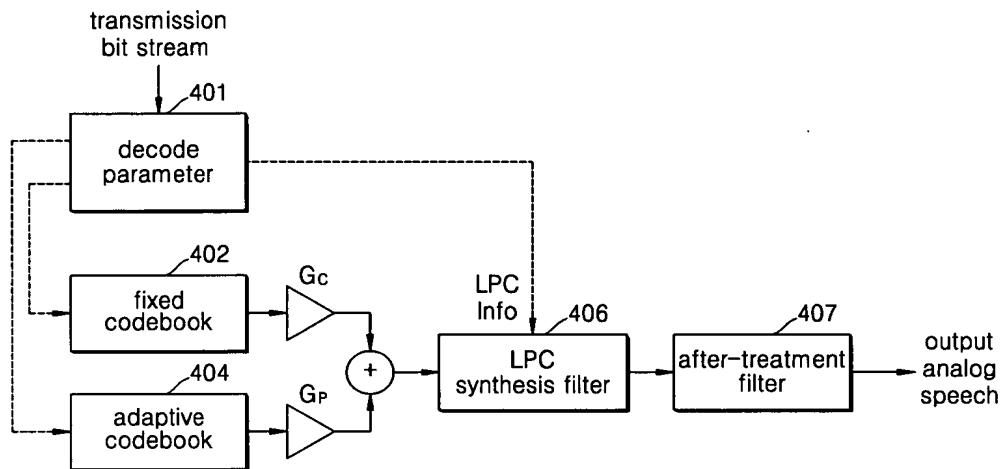 transmission
bit stream
401
decode
parameter
402
fixed
codebook
GC
LPC
Info
406
LPC
synthesis filter
407
after-treatment
filter
output
analog
speech
+
404
adaptive
codebook
GP